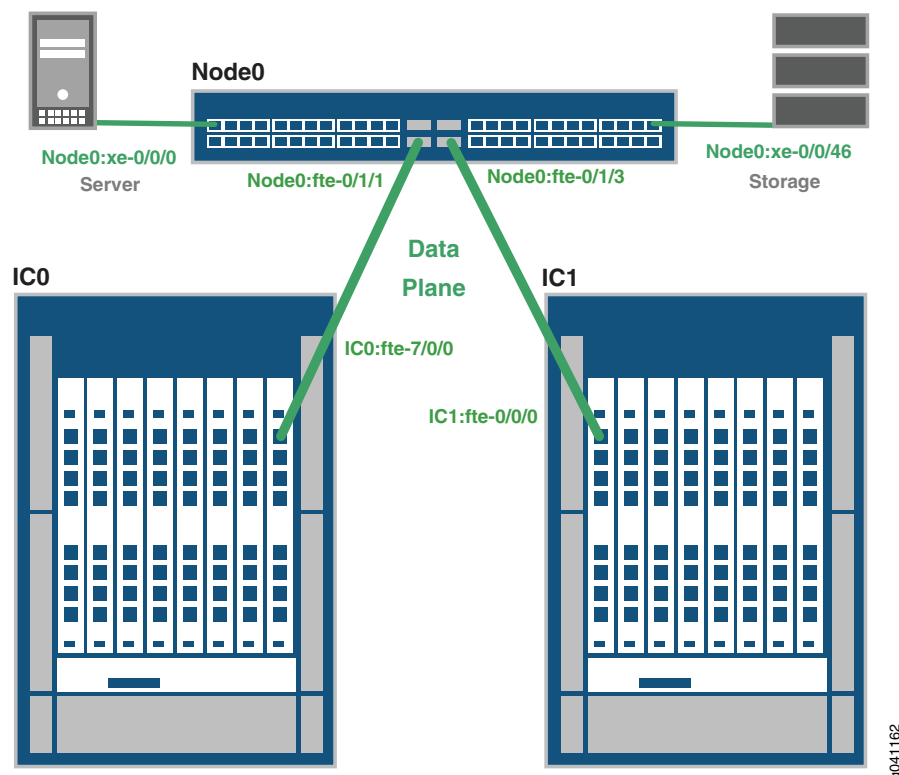 Node0
Node0:xe-0/0/0
Server
Node0:fte-0/1/1
Node0:fte-0/1/3
Node0:xe-0/0/46
Storage
Data
Plane
IC0
IC1
IC0:fte-7/0/0
IC1:fte-0/0/0